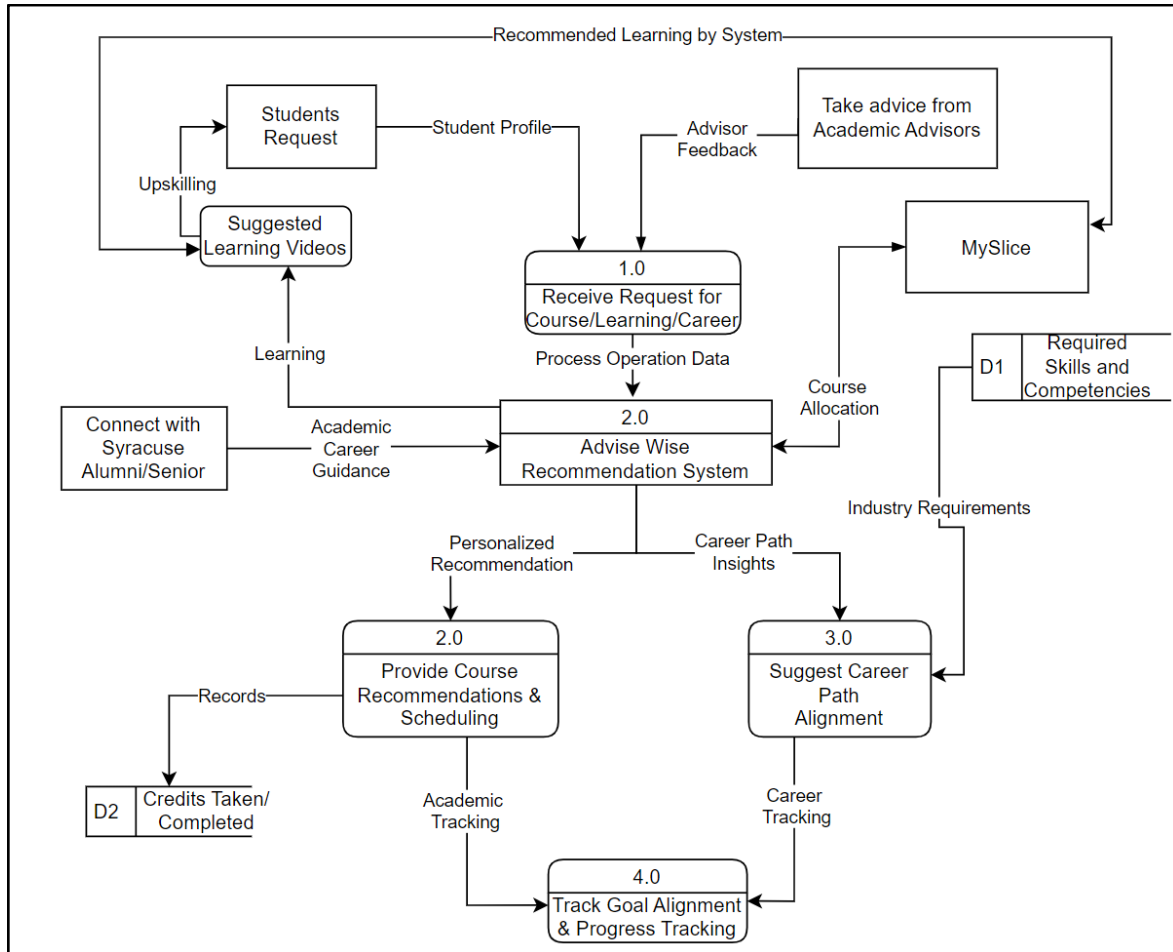 Recommended Learning by System
Students
Request
Student Profile
Advisor
Feedback
Take advice from
Academic Advisors
Upskilling
Suggested
Learning Videos
MySlice
1.0
Receive Request for
Course/Learning/Career
Learning
Process Operation Data
Course
Allocation
D1
Required
Skills and
Competencies
Connect with
Syracuse
Alumni/Senior
Academic
Career
Guidance
2.0
Advise Wise
Recommendation System
Industry Requirements
Personalized
Recommendation
Career Path
Insights
2.0
Provide Course
Recommendations &
Scheduling
3.0
Suggest Career
Path
Alignment
Records
D2
Credits Taken/
Completed
Academic
Tracking
Career
Tracking
4.0
Track Goal Alignment
& Progress Tracking